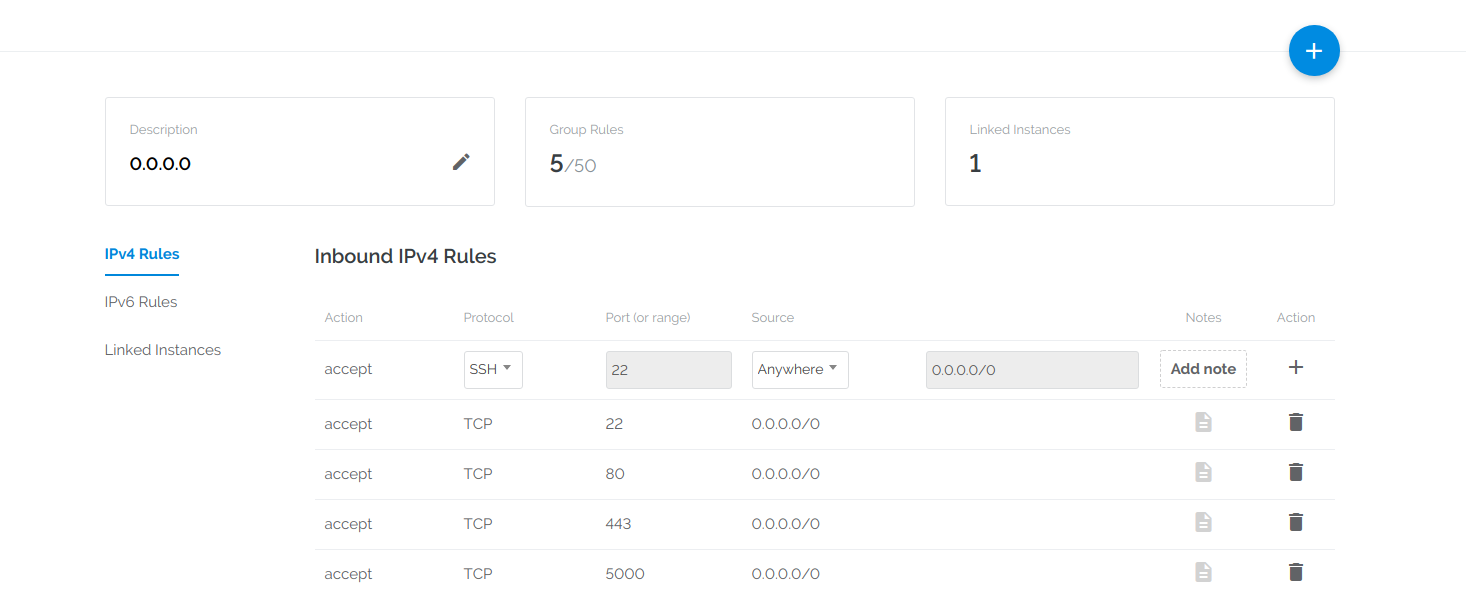 Description
0.0.0.0
Group Rules
5/50
Linked Instances
1
IPv4 Rules
IPv6 Rules
Linked Instances
Inbound IPv4 Rules
Action Protocol Port (or range) Source Notes Action
accept SSH 22 Anywhere 0.0.0.0/0 Add note +
accept TCP 22 0.0.0.0/0
accept TCP 80 0.0.0.0/0
accept TCP 443 0.0.0.0/0
accept TCP 5000 0.0.0.0/0